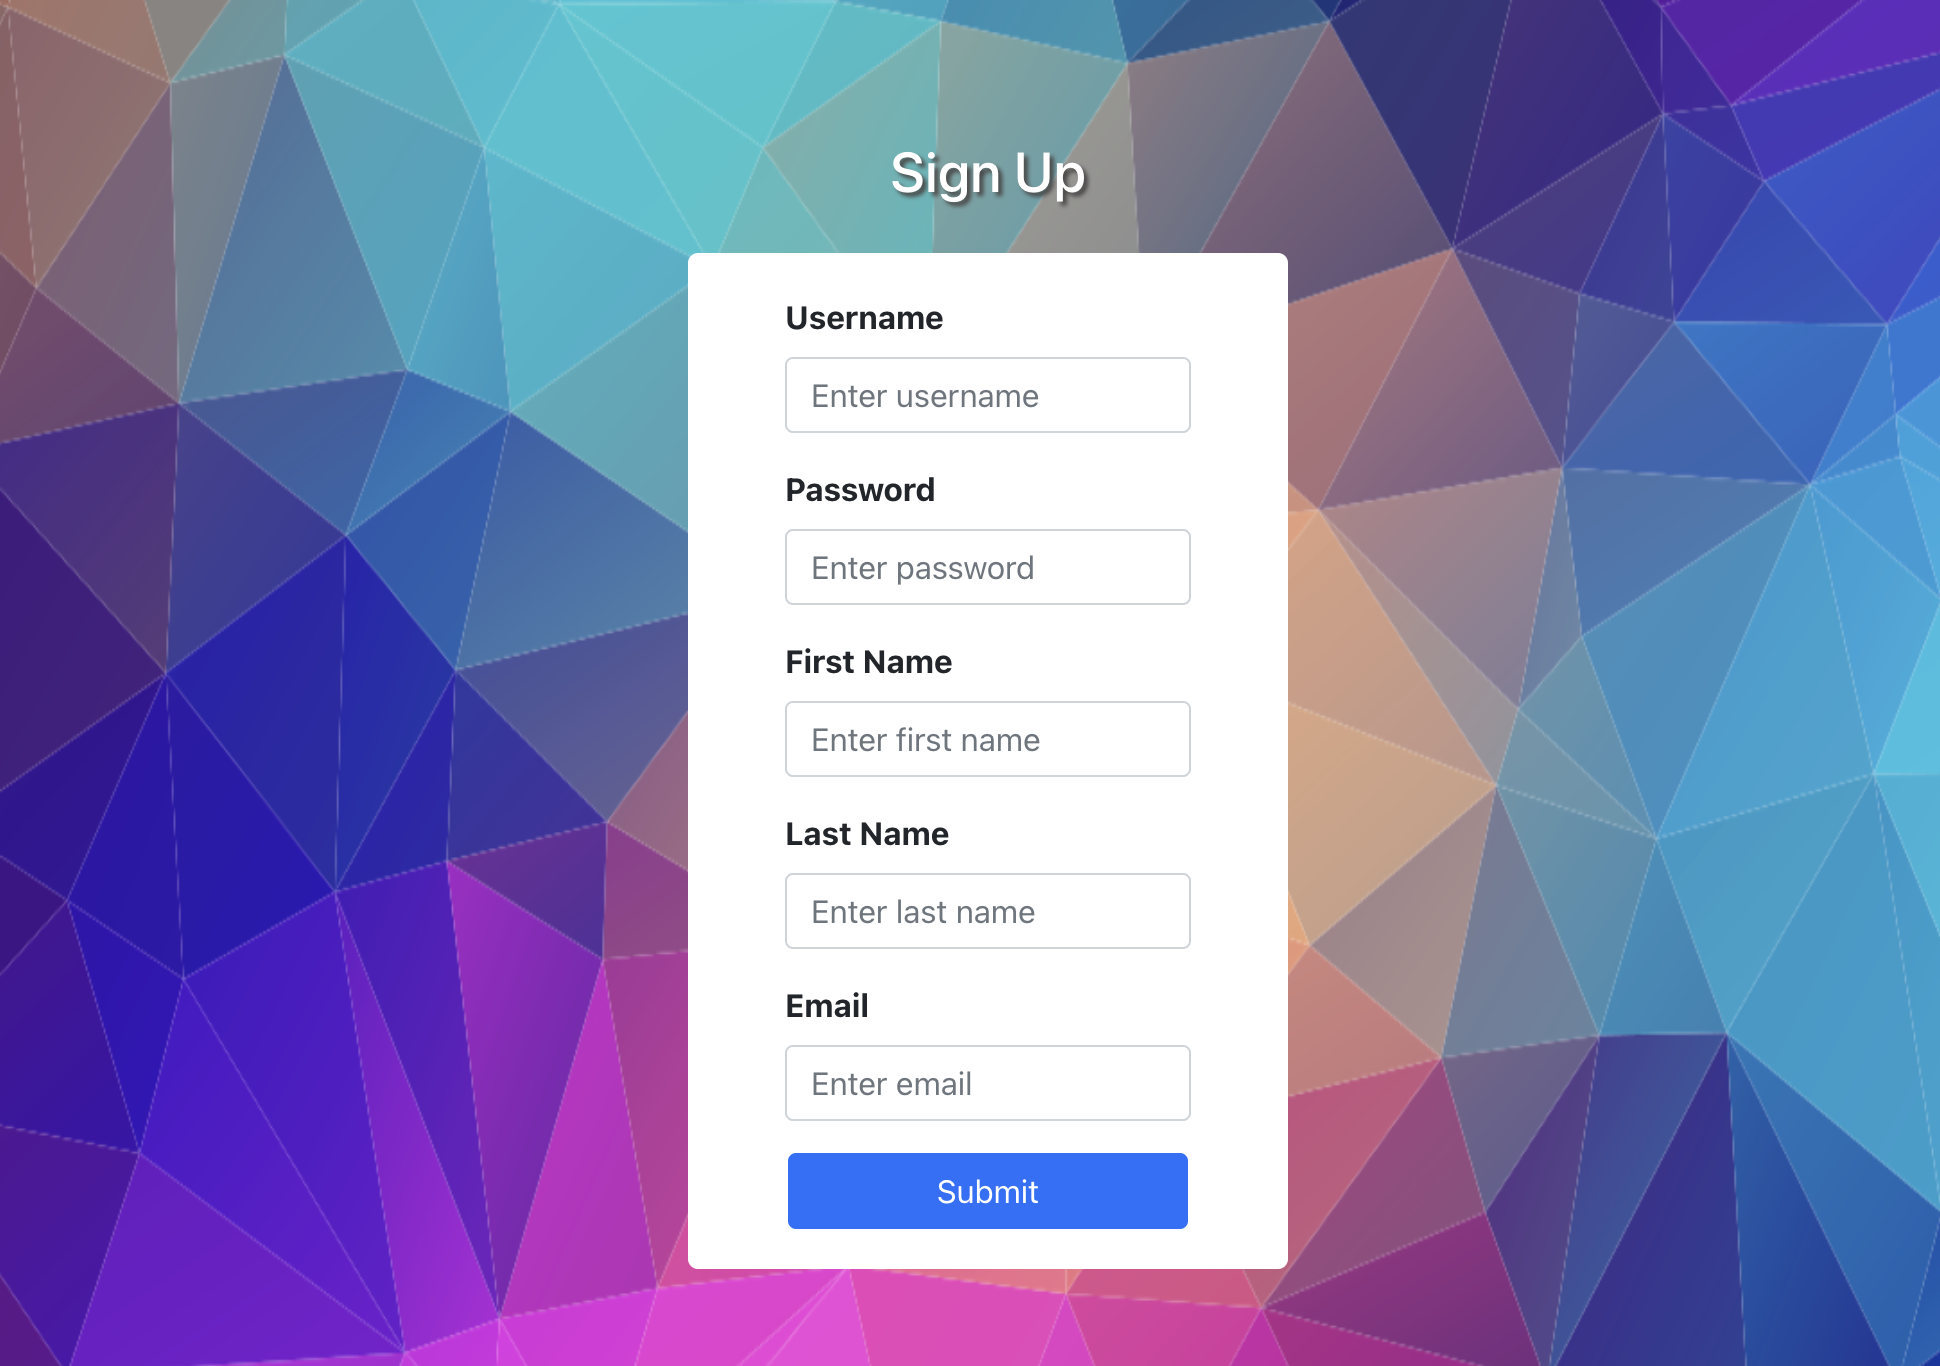 Sign Up
Username
Enter username
Password
Enter password
First Name
Enter first name
Last Name
Enter last name
Email
Enter email
Submit